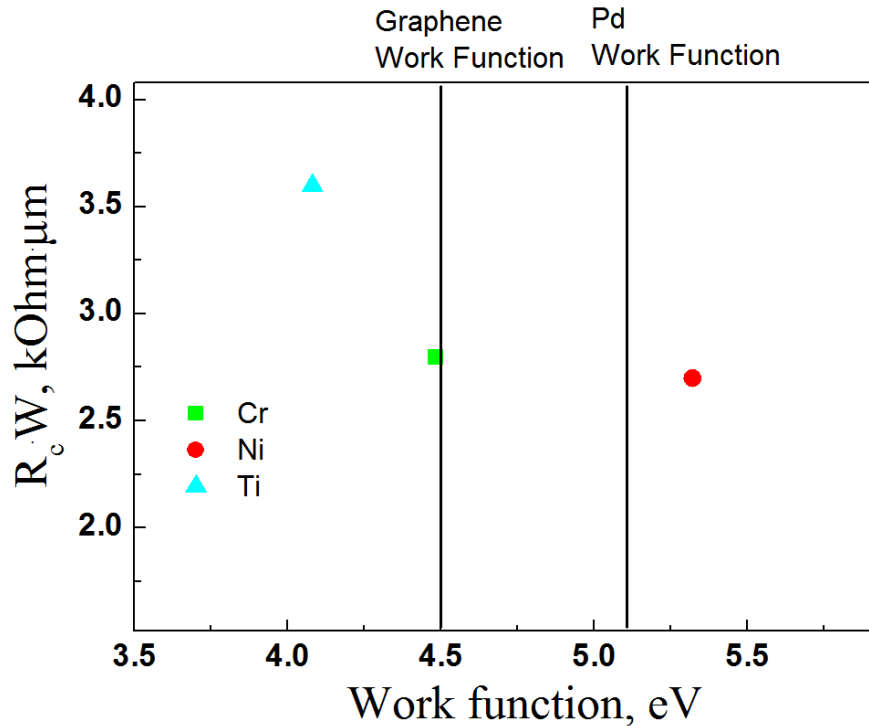 Graphene
Work Function
Pd
Work Function
4.0
3.5
3.0
2.5
2.0
R_c·W, kOhm·μm
Cr
Ni
Ti
3.5
4.0
4.5
5.0
5.5
Work function, eV